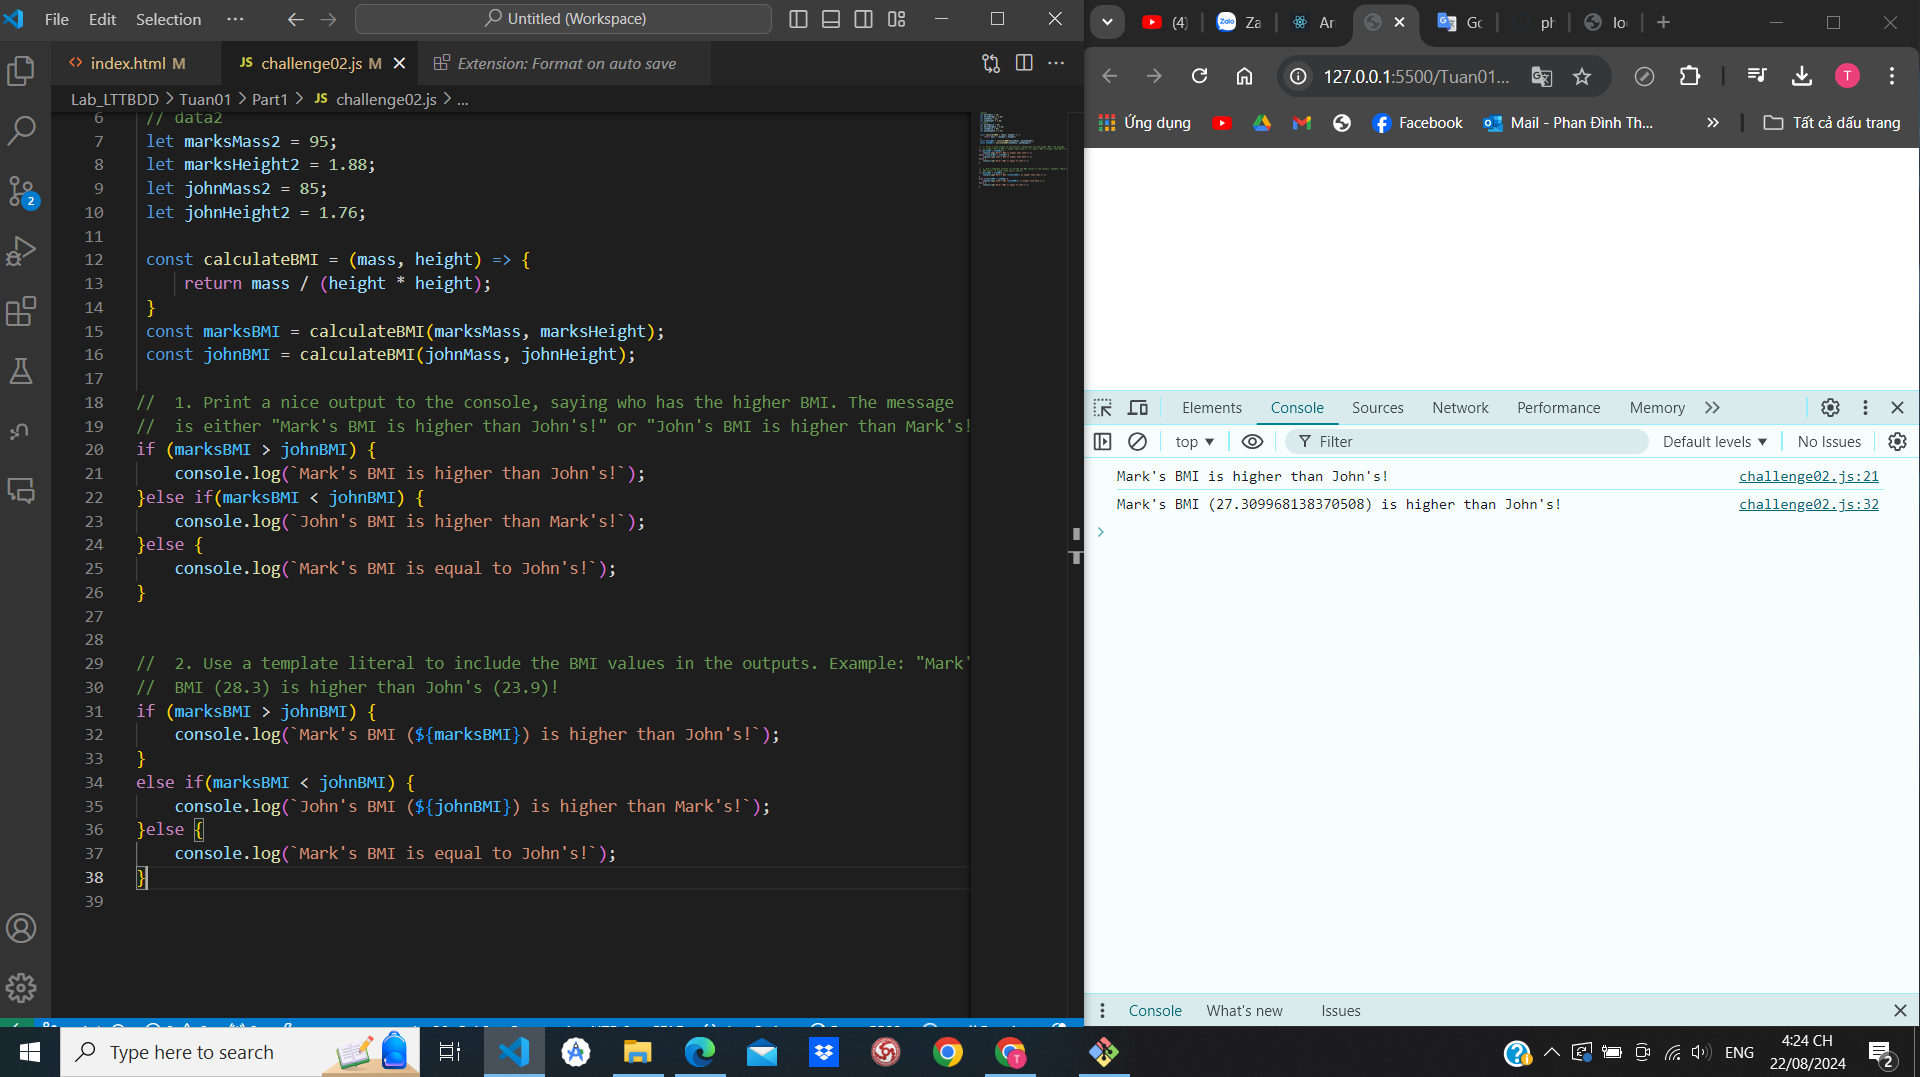 File Edit Selection ··· Untitled (Workspace)
index.html M JS challenge02.js M Extension: Format on auto save
Lab_LTTBDD > Tuan01 > Part1 > JS challenge02.js > ...
6 // data2
7 let marksMass2 = 95;
8 let marksHeight2 = 1.88;
9 let johnMass2 = 85;
10 let johnHeight2 = 1.76;
11
12 const calculateBMI = (mass, height) => {
13 return mass / (height * height);
14 }
15 const marksBMI = calculateBMI(marksMass, marksHeight);
16 const johnBMI = calculateBMI(johnMass, johnHeight);
17
18 // 1. Print a nice output to the console, saying who has the higher BMI. The message
19 // is either "Mark's BMI is higher than John's!" or "John's BMI is higher than Mark's!
20 if (marksBMI > johnBMI) {
21 console.log(`Mark's BMI is higher than John's!`);
22 }else if(marksBMI < johnBMI) {
23 console.log(`John's BMI is higher than Mark's!`);
24 }else {
25 console.log(`Mark's BMI is equal to John's!`);
26 }
27
28
29 // 2. Use a template literal to include the BMI values in the outputs. Example: "Mark'
30 // BMI (28.3) is higher than John's (23.9)!
31 if (marksBMI > johnBMI) {
32 console.log(`Mark's BMI (${marksBMI}) is higher than John's!`);
33 }
34 else if(marksBMI < johnBMI) {
35 console.log(`John's BMI (${johnBMI}) is higher than Mark's!`);
36 }else {
37 console.log(`Mark's BMI is equal to John's!`);
38 }
39
2
(4) Za Ar Go ph lo
127.0.0.1:5500/Tuan01... T
Ứng dụng Facebook Mail - Phan Đình Th... Tất cả dấu trang
Elements Console Sources Network Performance Memory
top Filter Default levels No Issues
Mark's BMI is higher than John's! challenge02.js:21
Mark's BMI (27.309968138370508) is higher than John's! challenge02.js:32
Console What's new Issues
Type here to search
ENG 4:24 CH
22/08/2024
2